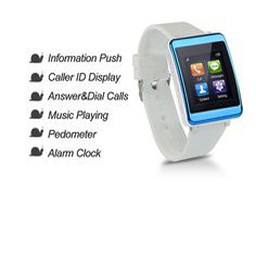 Information Push
Caller ID Display
Answer&Dial Calls
Music Playing
Pedometer
Alarm Clock